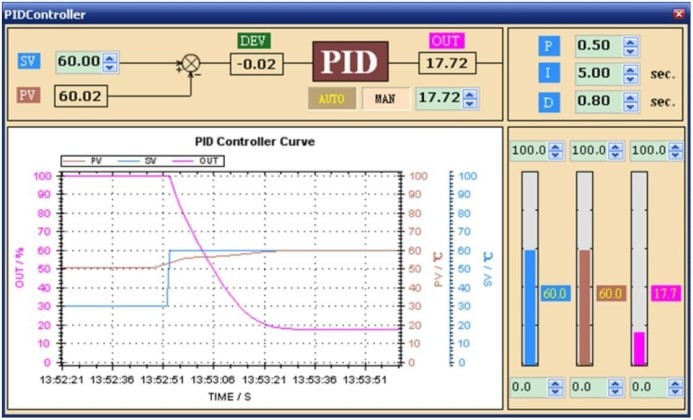 PIDController
DEV OUT
SV 60.00 + - -0.02 PID 17.72
PV 60.02 AUTO MAN 17.72
P 0.50
I 5.00 sec.
D 0.80 sec.
PID Controller Curve
PV SV OUT
100 100 100
90 90 90
80 80 80
70 70 70
60 60 60
50 50 50
40 40 40
30 30 30
20 20 20
10 10 10
0 0 0
OUT / %
PV / ℃
SV / ℃
13:52:21 13:52:36 13:52:51 13:53:06 13:53:21 13:53:36 13:53:51
TIME / S
100.0 100.0 100.0
60.0 60.0 17.7
0.0 0.0 0.0